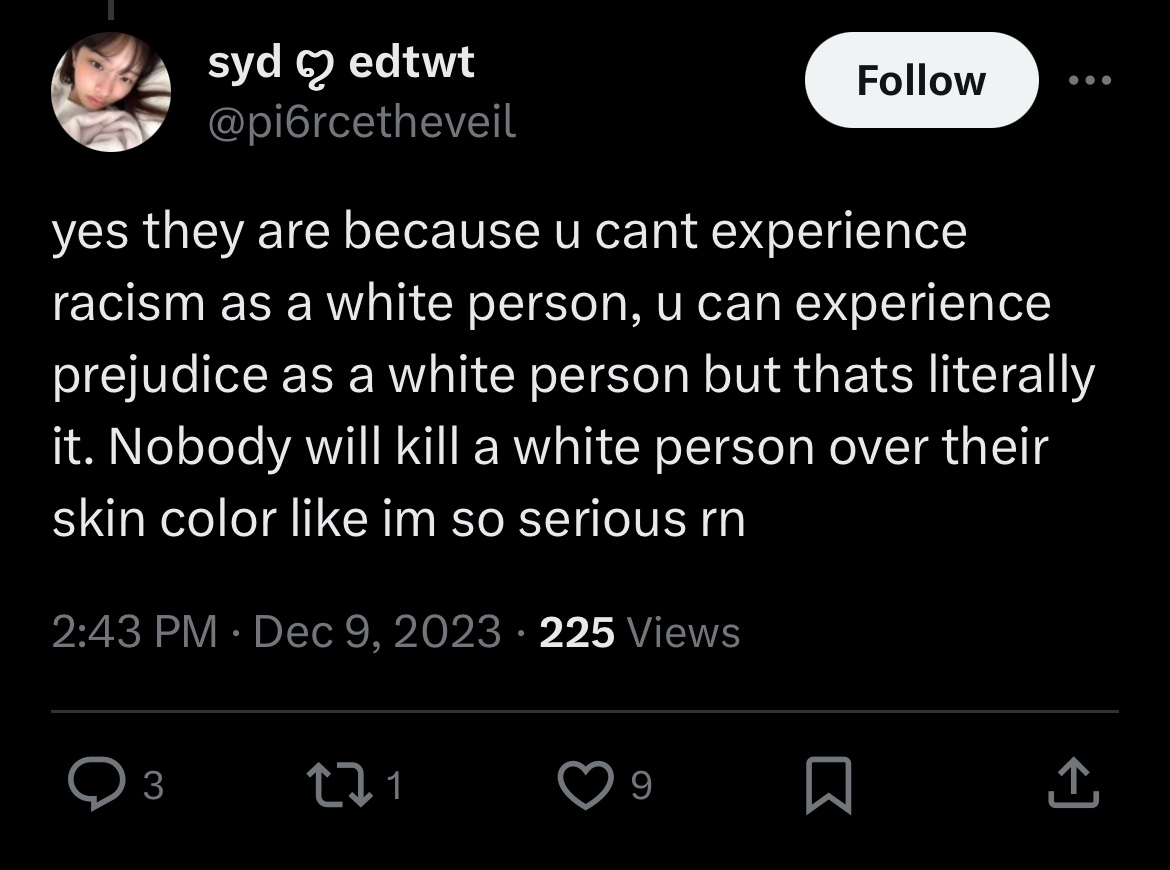 syd ღ edtwt
@pi6rcetheveil
Follow
yes they are because u cant experience
racism as a white person, u can experience
prejudice as a white person but thats literally
it. Nobody will kill a white person over their
skin color like im so serious rn
2:43 PM · Dec 9, 2023 · 225 Views
3 1 9